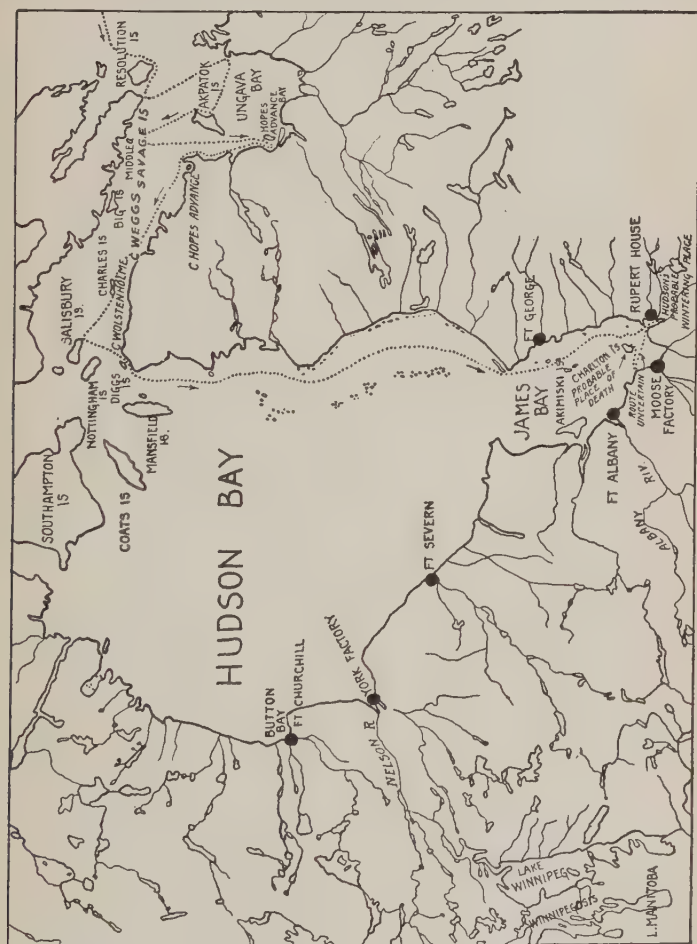 SOUTHAMPTON
IS
COATS IS
NOTTINGHAM
IS
SALISBURY
IS.
DIGGS
IS
MANSFIELD
IS.
C WOLSTENHOLME
CHARLES IS
BIG IS
C WEGGS
MIDDLE
SAVAGE IS
RESOLUTION
IS
AKPATOK
IS
UNGAVA
BAY
HOPES
ADVANCE
BAY
C HOPES ADVANCE
HUDSON BAY
BUTTON
BAY
FT CHURCHILL
YORK FACTORY
NELSON R
FT SEVERN
JAMES
BAY
AKIMISKI IS
FT GEORGE
CHARLTON IS
PROBABLE
PLACE OF
DEATH
RUPERT HOUSE
HUDSON'S
PROBABLE
WINTERING PLACE
ROUTE
UNCERTAIN
MOOSE
FACTORY
FT ALBANY
ALBANY RIV.
LAKE
WINNIPEG
WINNIPEGOSIS
L. MANITOBA